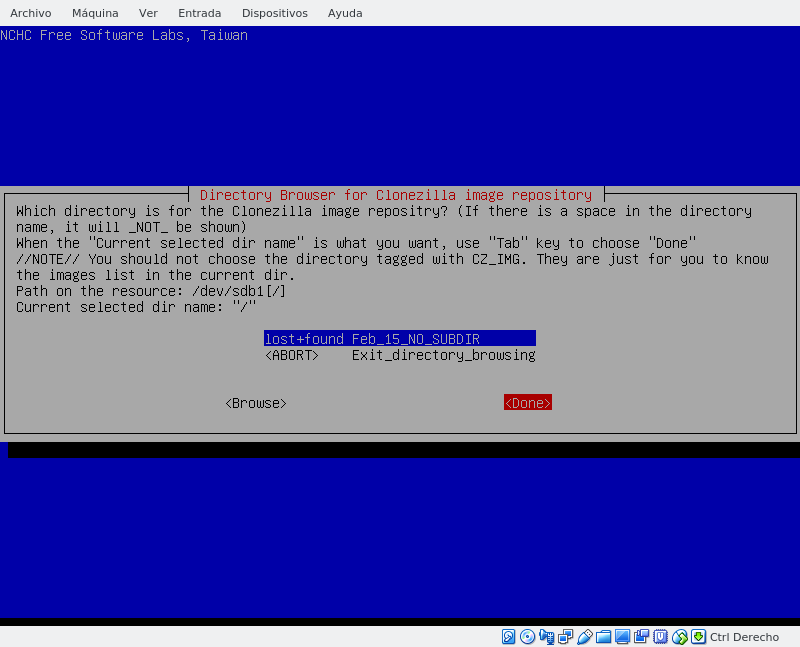 Archivo Máquina Ver Entrada Dispositivos Ayuda
NCHC Free Software Labs, Taiwan
Directory Browser for Clonezilla image repository
Which directory is for the Clonezilla image repositry? (If there is a space in the directory
name, it will _NOT_ be shown)
When the "Current selected dir name" is what you want, use "Tab" key to choose "Done"
//NOTE// You should not choose the directory tagged with CZ_IMG. They are just for you to know
the images list in the current dir.
Path on the resource: /dev/sdb1[/]
Current selected dir name: "/"
lost+found Feb_15_NO_SUBDIR
<ABORT> Exit_directory_browsing
<Browse> <Done>
Ctrl Derecho